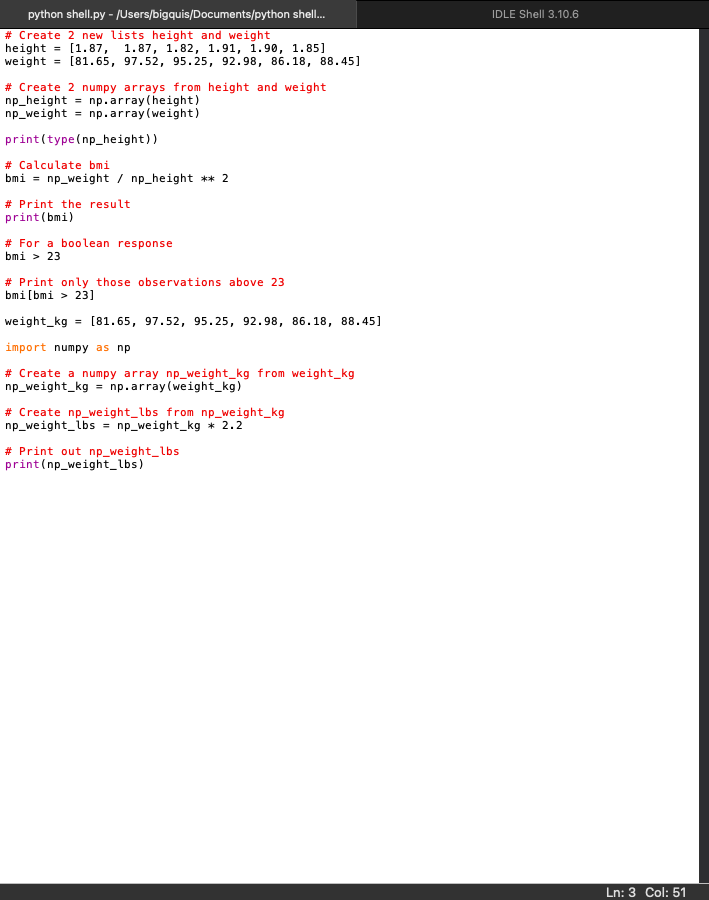 python shell.py - /Users/bigquis/Documents/python shell...
IDLE Shell 3.10.6
# Create 2 new lists height and weight
height = [1.87,  1.87, 1.82, 1.91, 1.90, 1.85]
weight = [81.65, 97.52, 95.25, 92.98, 86.18, 88.45]
# Create 2 numpy arrays from height and weight
np_height = np.array(height)
np_weight = np.array(weight)
print(type(np_height))
# Calculate bmi
bmi = np_weight / np_height ** 2
# Print the result
print(bmi)
# For a boolean response
bmi > 23
# Print only those observations above 23
bmi[bmi > 23]
weight_kg = [81.65, 97.52, 95.25, 92.98, 86.18, 88.45]
import numpy as np
# Create a numpy array np_weight_kg from weight_kg
np_weight_kg = np.array(weight_kg)
# Create np_weight_lbs from np_weight_kg
np_weight_lbs = np_weight_kg * 2.2
# Print out np_weight_lbs
print(np_weight_lbs)
Ln: 3  Col: 51